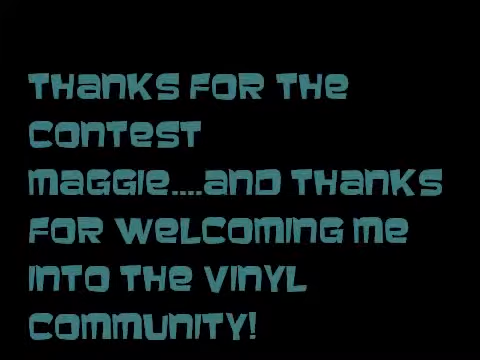 THANKS FOR THE
CONTEST
MAGGIE....AND THANKS
FOR WELCOMING ME
INTO THE VINYL
COMMUNITY!